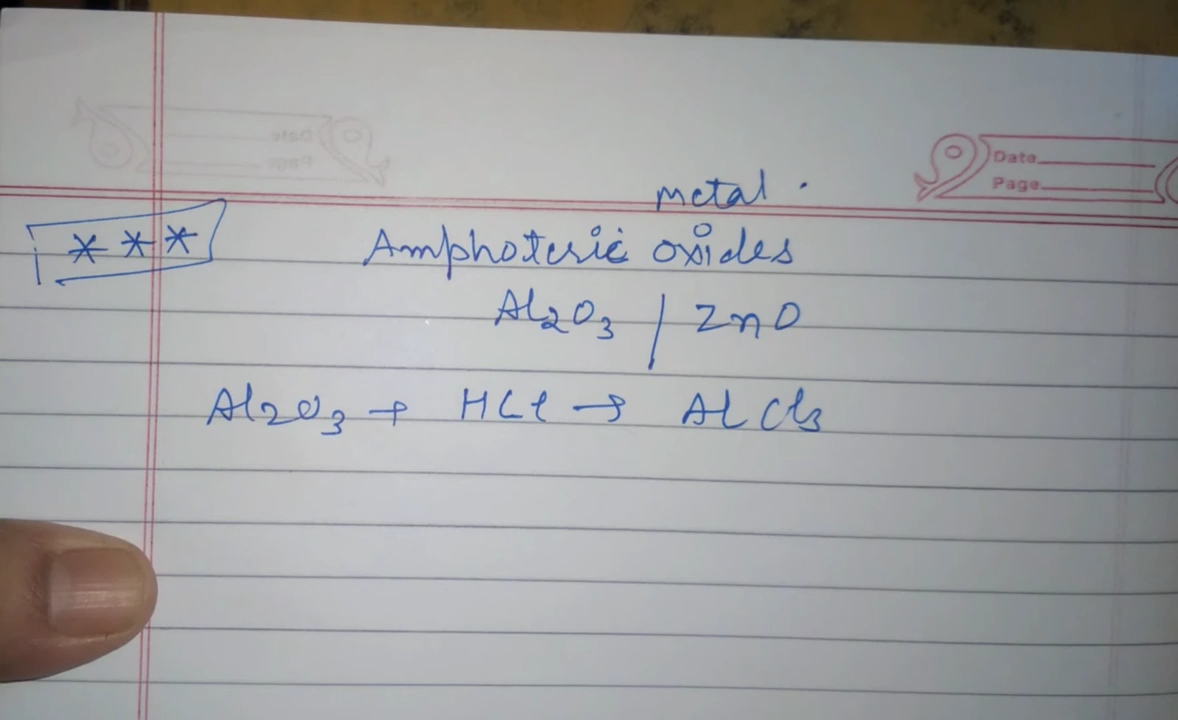 Date
Page
metal.
*** Amphoteric oxides
Al2O3 / ZnO
Al2O3 + HCl → AlCl3